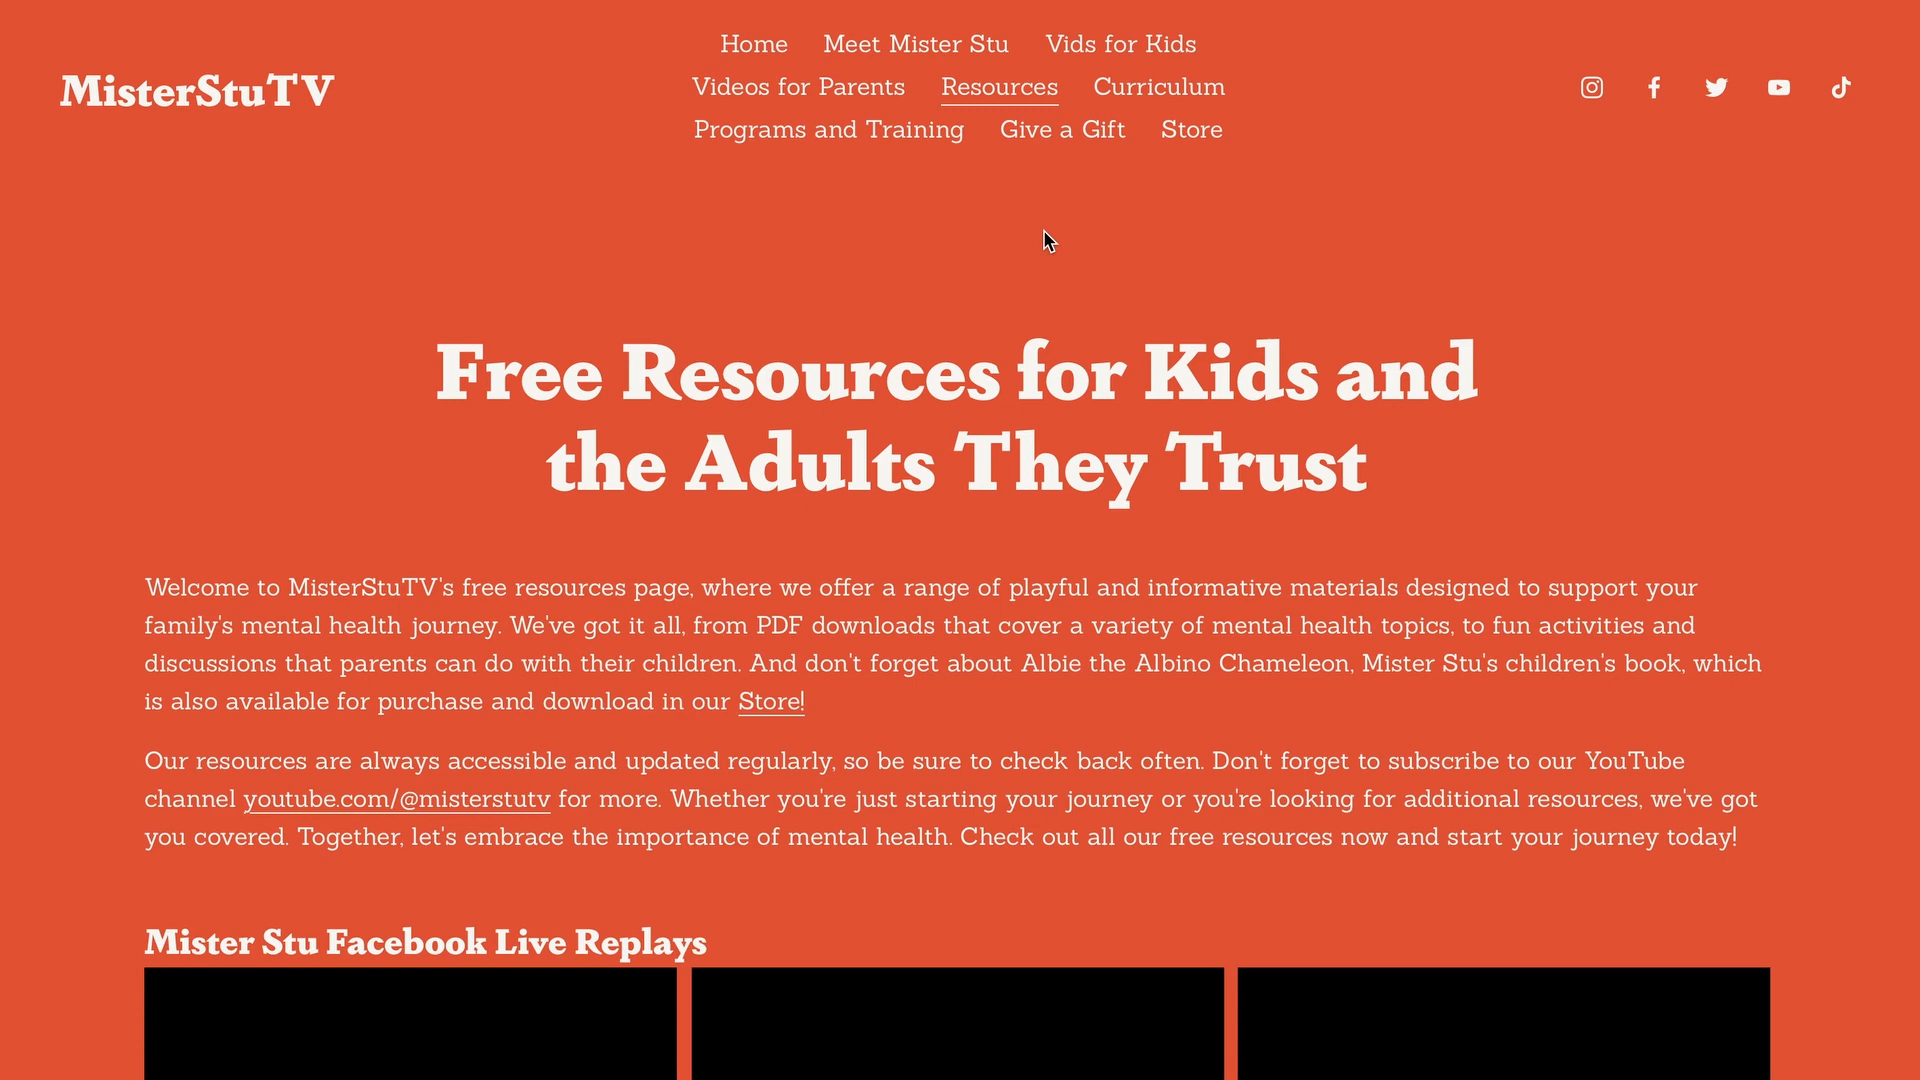 Home Meet Mister Stu Vids for Kids
MisterStuTV
Videos for Parents Resources Curriculum
Programs and Training Give a Gift Store
Free Resources for Kids and
the Adults They Trust
Welcome to MisterStuTV's free resources page, where we offer a range of playful and informative materials designed to support your
family's mental health journey. We've got it all, from PDF downloads that cover a variety of mental health topics, to fun activities and
discussions that parents can do with their children. And don't forget about Albie the Albino Chameleon, Mister Stu's children's book, which
is also available for purchase and download in our Store!
Our resources are always accessible and updated regularly, so be sure to check back often. Don't forget to subscribe to our YouTube
channel youtube.com/@misterstutv for more. Whether you're just starting your journey or you're looking for additional resources, we've got
you covered. Together, let's embrace the importance of mental health. Check out all our free resources now and start your journey today!
Mister Stu Facebook Live Replays